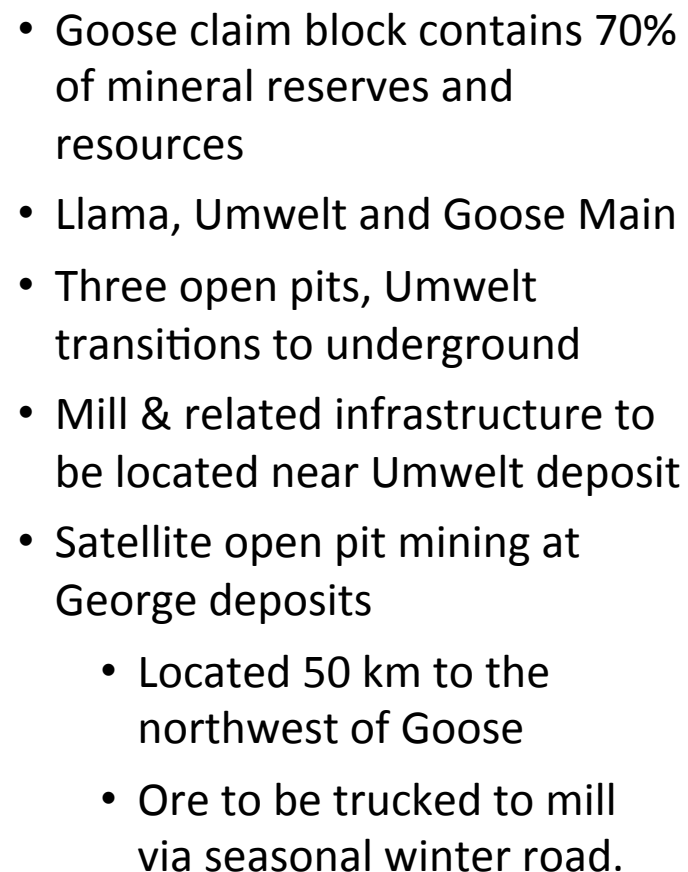 • Goose claim block contains 70%
of mineral reserves and
resources
• Llama, Umwelt and Goose Main
• Three open pits, Umwelt
transitions to underground
• Mill & related infrastructure to
be located near Umwelt deposit
• Satellite open pit mining at
George deposits
• Located 50 km to the
northwest of Goose
• Ore to be trucked to mill
via seasonal winter road.